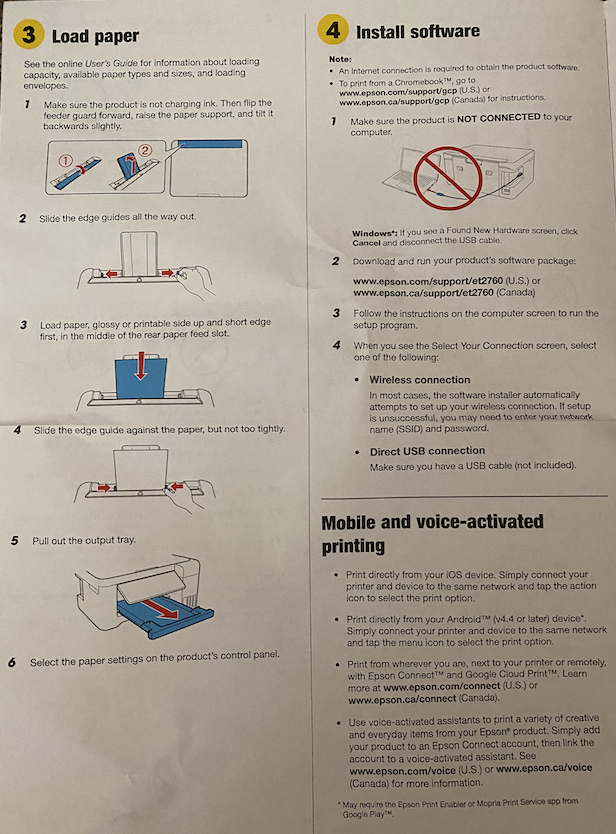 3 Load paper
See the online User's Guide for information about loading
capacity, available paper types and sizes, and loading
envelopes.
1 Make sure the product is not charging ink. Then flip the
feeder guard forward, raise the paper support, and tilt it
backwards slightly.
1 2
2 Slide the edge guides all the way out.
3 Load paper, glossy or printable side up and short edge
first, in the middle of the rear paper feed slot.
4 Slide the edge guide against the paper, but not too tightly.
5 Pull out the output tray.
6 Select the paper settings on the product's control panel.
4 Install software
Note:
• An Internet connection is required to obtain the product software.
• To print from a Chromebook™, go to
www.epson.com/support/gcp (U.S.) or
www.epson.ca/support/gcp (Canada) for instructions.
1 Make sure the product is NOT CONNECTED to your
computer.
Windows®: If you see a Found New Hardware screen, click
Cancel and disconnect the USB cable.
2 Download and run your product's software package:
www.epson.com/support/et2760 (U.S.) or
www.epson.ca/support/et2760 (Canada)
3 Follow the instructions on the computer screen to run the
setup program.
4 When you see the Select Your Connection screen, select
one of the following:
• Wireless connection
In most cases, the software installer automatically
attempts to set up your wireless connection. If setup
is unsuccessful, you may need to enter your network
name (SSID) and password.
• Direct USB connection
Make sure you have a USB cable (not included).
Mobile and voice-activated
printing
• Print directly from your iOS device. Simply connect your
printer and device to the same network and tap the action
icon to select the print option.
• Print directly from your Android™ (v4.4 or later) device*.
Simply connect your printer and device to the same network
and tap the menu icon to select the print option.
• Print from wherever you are, next to your printer or remotely,
with Epson Connect™ and Google Cloud Print™. Learn
more at www.epson.com/connect (U.S.) or
www.epson.ca/connect (Canada).
• Use voice-activated assistants to print a variety of creative
and everyday items from your Epson® product. Simply add
your product to an Epson Connect account, then link the
account to a voice-activated assistant. See
www.epson.com/voice (U.S.) or www.epson.ca/voice
(Canada) for more information.
* May require the Epson Print Enabler or Mopria Print Service app from
Google Play™.